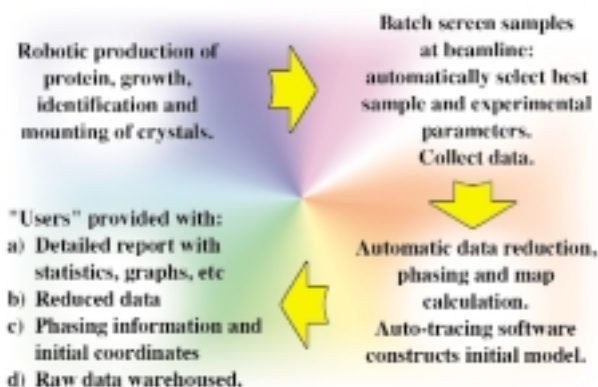 Robotic production of
protein, growth,
identification and
mounting of crystals.
Batch screen samples
at beamline:
automatically select best
sample and experimental
parameters.
Collect data.
Automatic data reduction,
phasing and map
calculation.
Auto-tracing software
constructs initial model.
"Users" provided with:
a) Detailed report with
statistics, graphs, etc
b) Reduced data
c) Phasing information and
initial coordinates
d) Raw data warehoused.